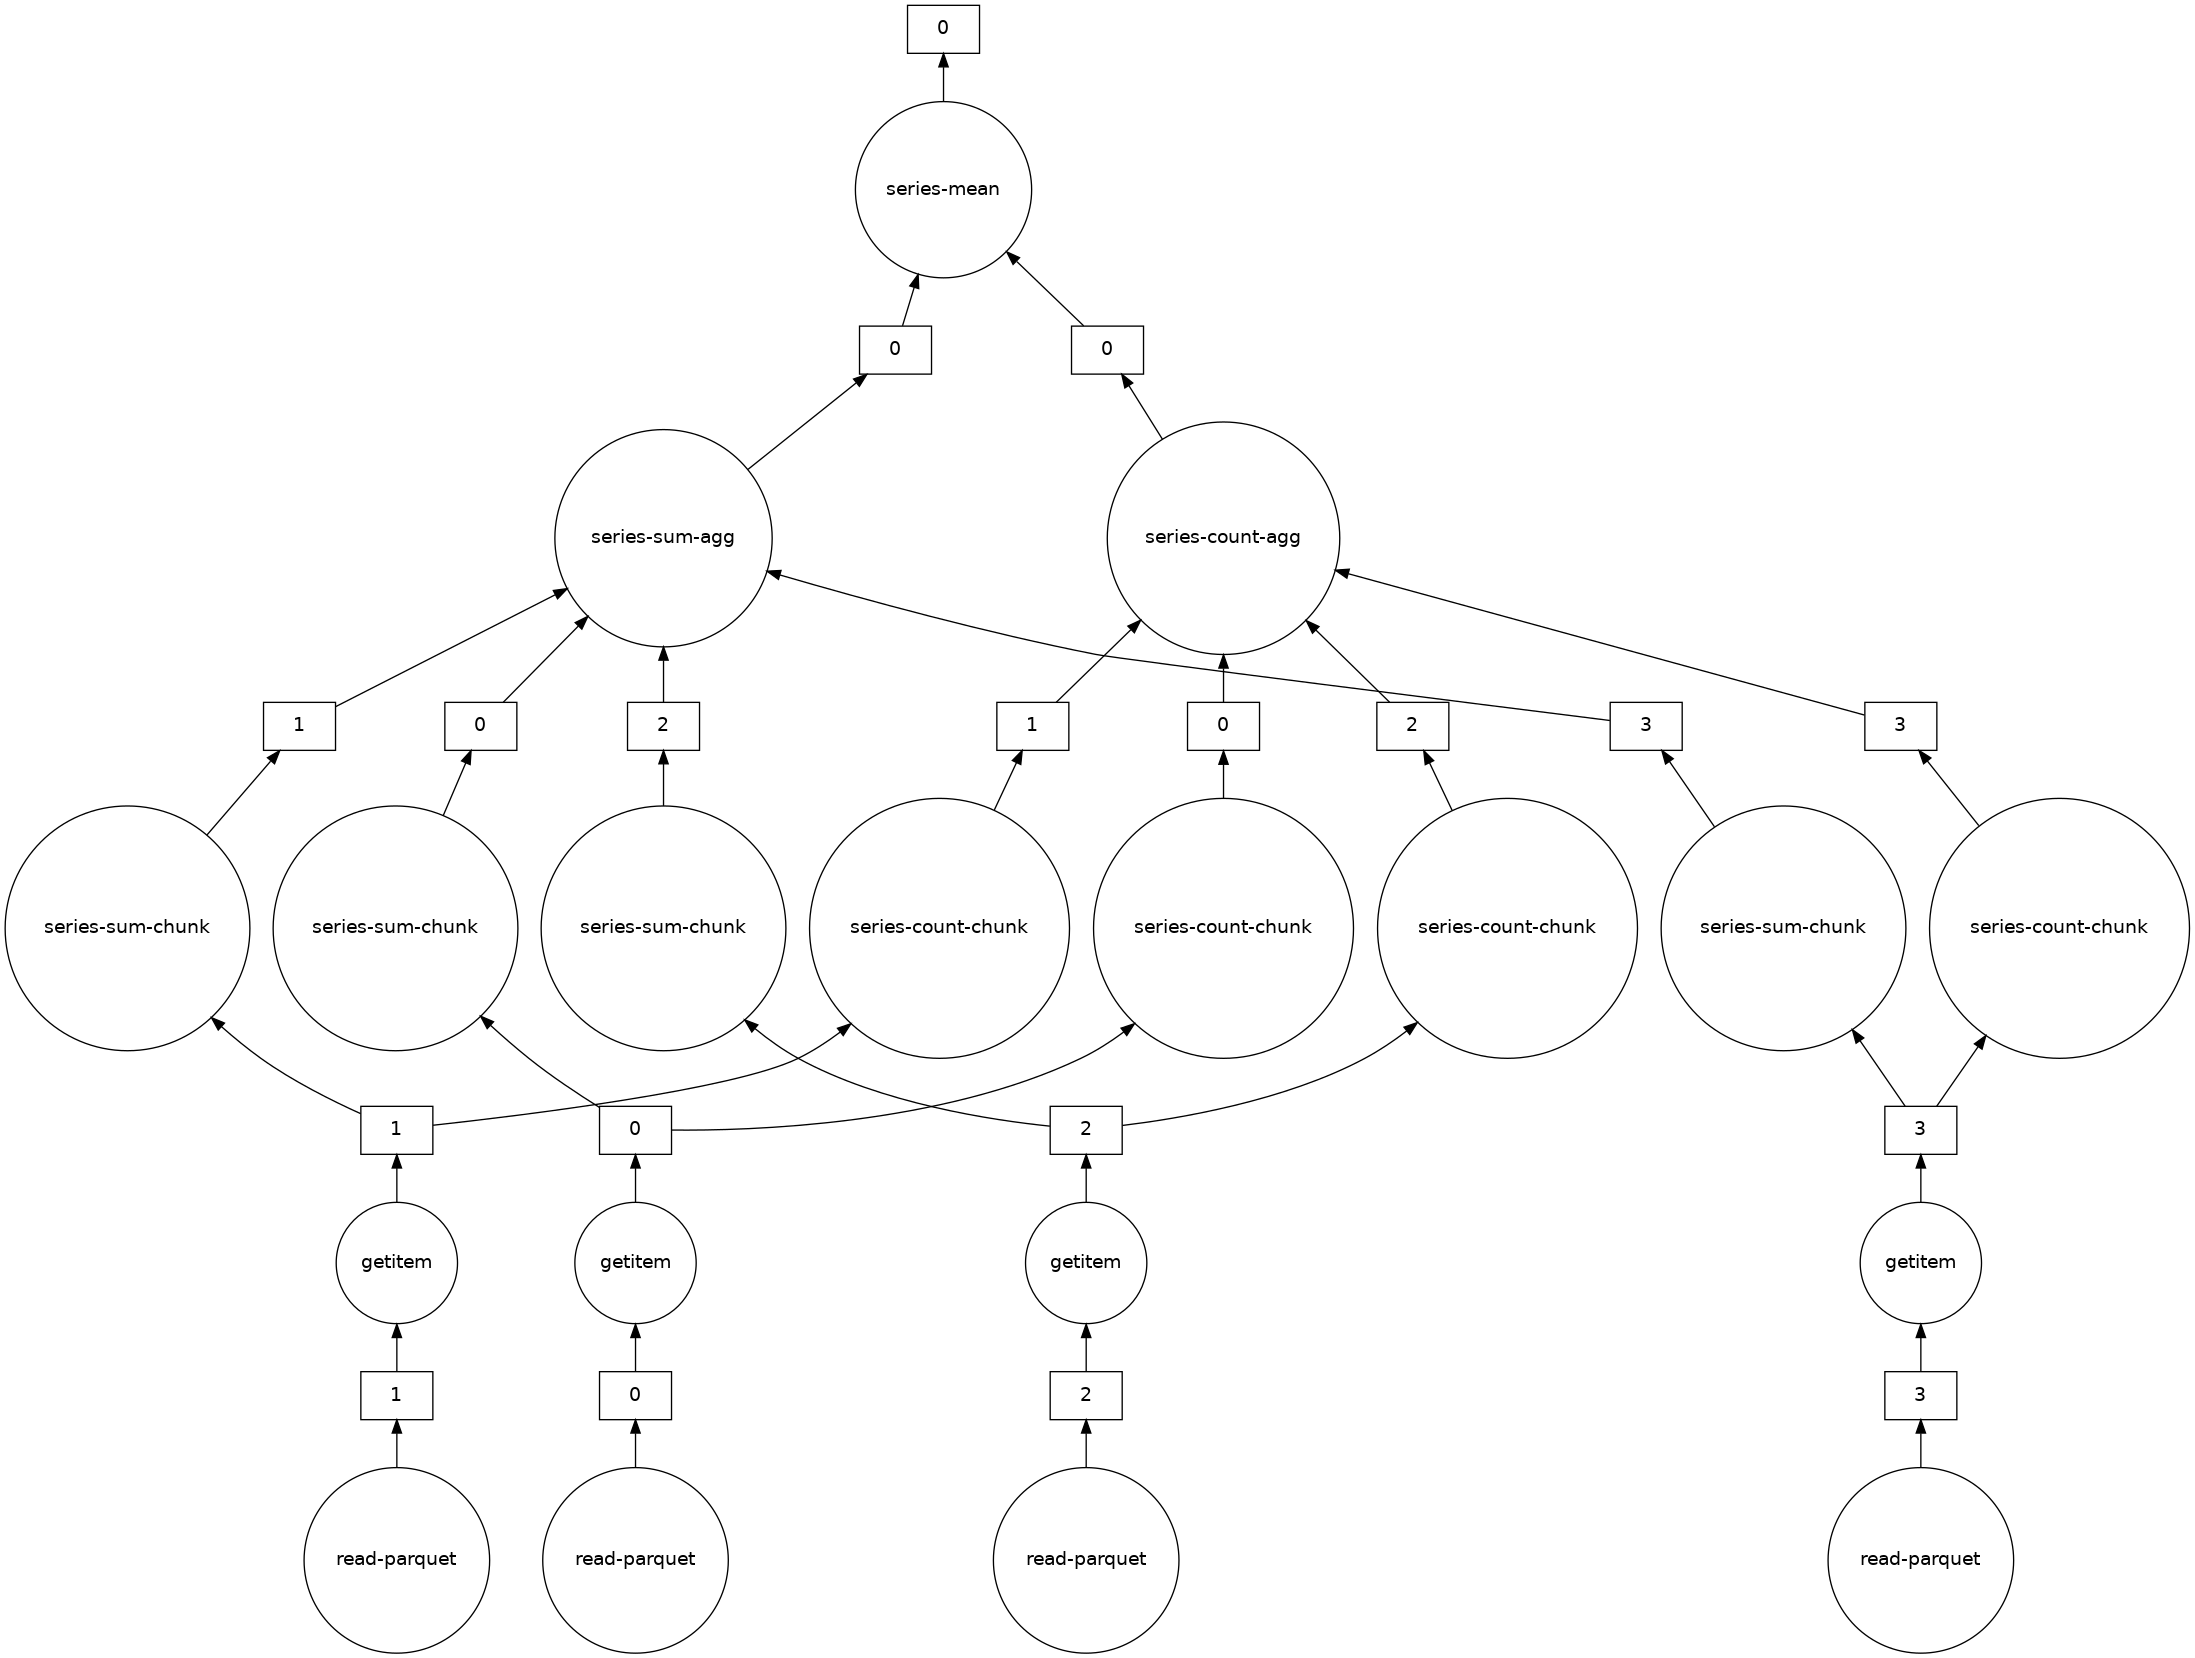 0
series-mean
0
0
series-sum-agg
series-count-agg
1
0
2
1
0
2
3
3
series-sum-chunk
series-sum-chunk
series-sum-chunk
series-count-chunk
series-count-chunk
series-count-chunk
series-sum-chunk
series-count-chunk
1
0
2
3
getitem
getitem
getitem
getitem
1
0
2
3
read-parquet
read-parquet
read-parquet
read-parquet